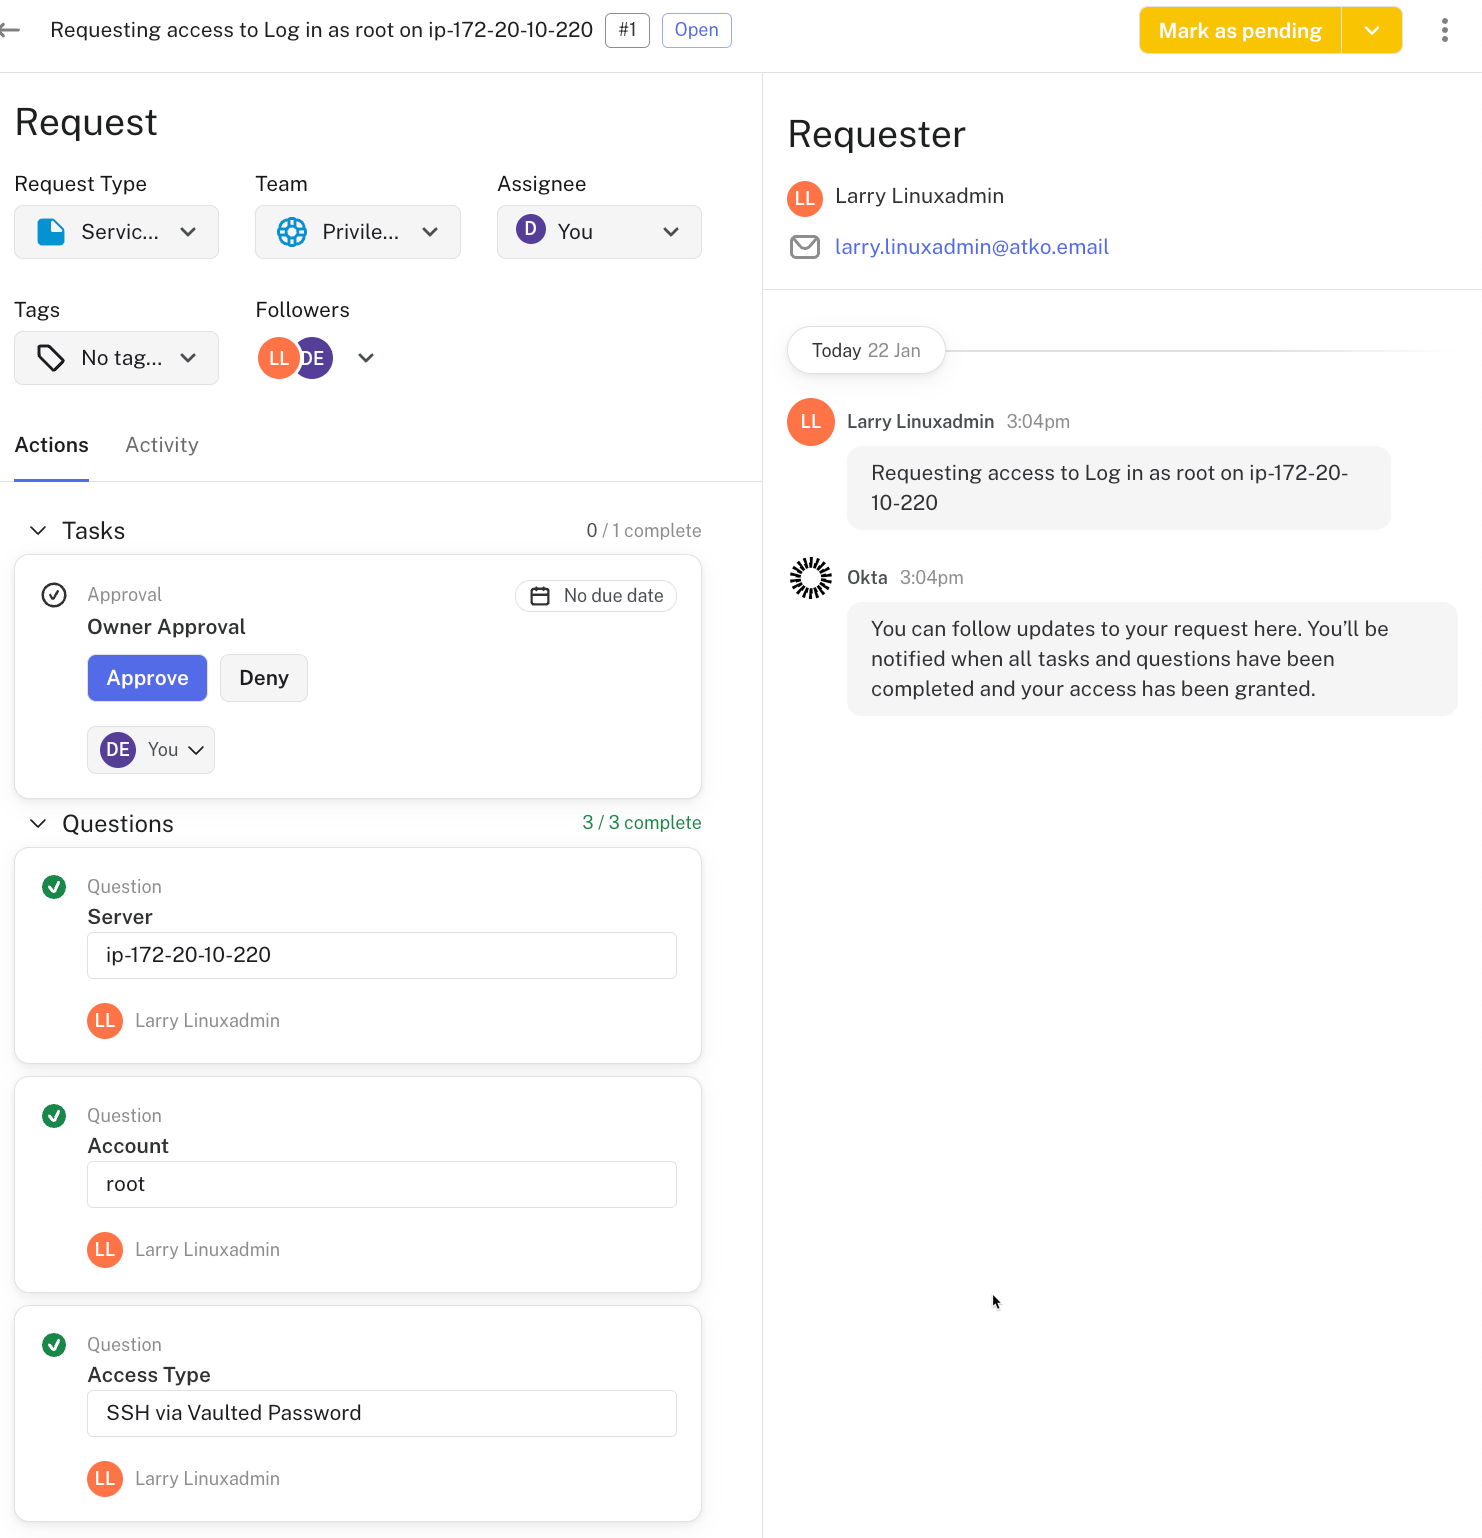 Requesting access to Log in as root on ip-172-20-10-220
#1
Open
Mark as pending
Request
Request Type
Team
Assignee
Servic...
Privile...
D
You
Tags
Followers
No tag...
LL
DE
Actions
Activity
Tasks
0 / 1 complete
Approval
No due date
Owner Approval
Approve
Deny
DE
You
Questions
3 / 3 complete
Question
Server
ip-172-20-10-220
LL
Larry Linuxadmin
Question
Account
root
LL
Larry Linuxadmin
Question
Access Type
SSH via Vaulted Password
LL
Larry Linuxadmin
Requester
LL
Larry Linuxadmin
larry.linuxadmin@atko.email
Today 22 Jan
LL
Larry Linuxadmin 3:04pm
Requesting access to Log in as root on ip-172-20-
10-220
Okta 3:04pm
You can follow updates to your request here. You’ll be
notified when all tasks and questions have been
completed and your access has been granted.